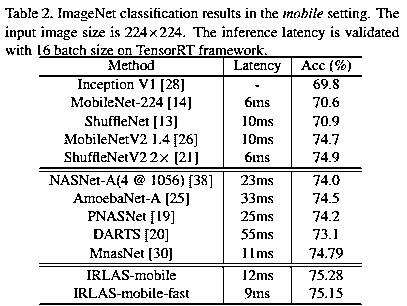 Table 2. ImageNet classification results in the mobile setting. The
input image size is 224×224. The inference latency is validated
with 16 batch size on TensorRT framework.
Method Latency Acc (%)
Inception V1 [28] - 69.8
MobileNet-224 [14] 6ms 70.6
ShuffleNet [13] 10ms 70.9
MobileNetV2 1.4 [26] 10ms 74.7
ShuffleNetV2 2× [21] 6ms 74.9
NASNet-A(4 @ 1056) [38] 23ms 74.0
AmoebaNet-A [25] 33ms 74.5
PNASNet [19] 25ms 74.2
DARTS [20] 55ms 73.1
MnasNet [30] 11ms 74.79
IRLAS-mobile 12ms 75.28
IRLAS-mobile-fast 9ms 75.15